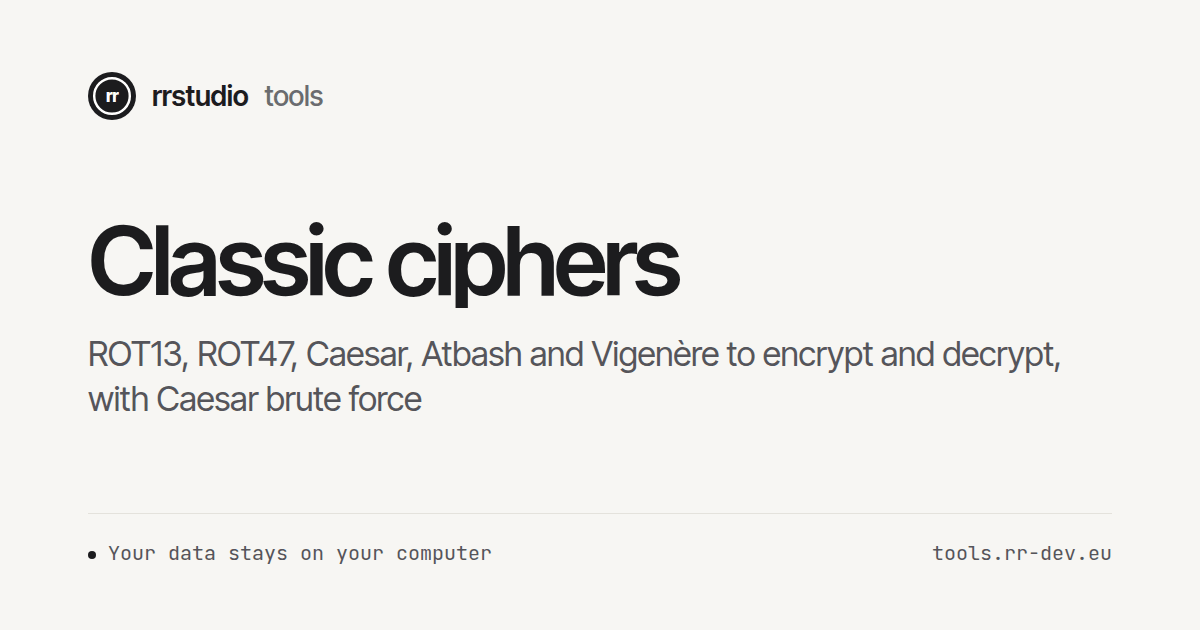 rr rrstudio tools
Classic ciphers
ROT13, ROT47, Caesar, Atbash and Vigenère to encrypt and decrypt,
with Caesar brute force
Your data stays on your computer
tools.rr-dev.eu